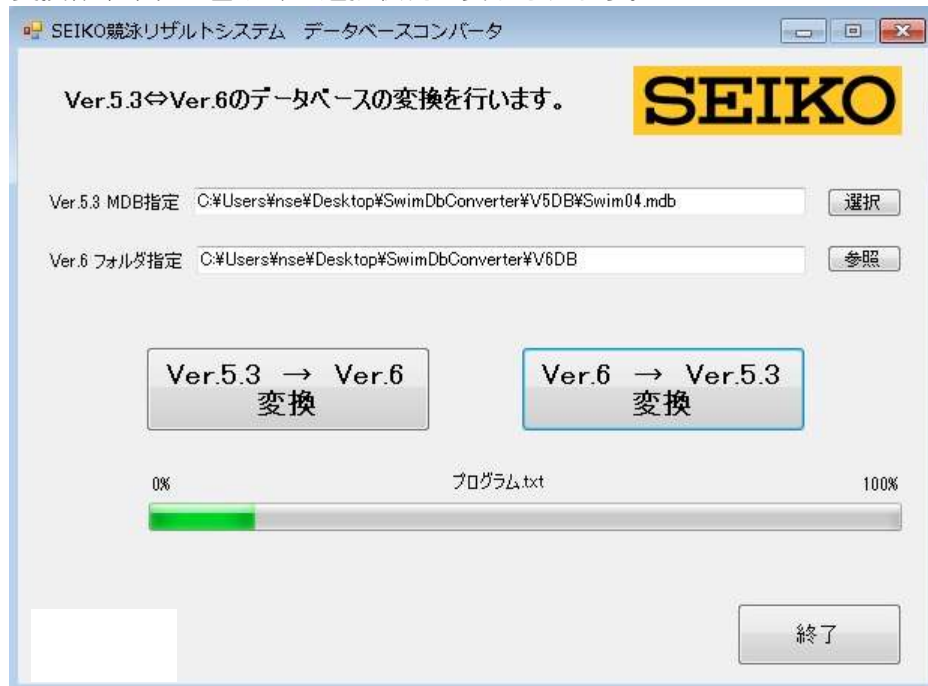 SEIKO競泳リザルトシステム データベースコンバータ
Ver.5.3⇔Ver.6のデータベースの変換を行います。
SEIKO
Ver.5.3 MDB指定 C:¥Users¥nse¥Desktop¥SwimDbConverter¥V5DB¥Swim04.mdb 選択
Ver.6 フォルダ指定 C:¥Users¥nse¥Desktop¥SwimDbConverter¥V6DB 参照
Ver.5.3 → Ver.6
変換
Ver.6 → Ver.5.3
変換
0% プログラム.txt 100%
終了